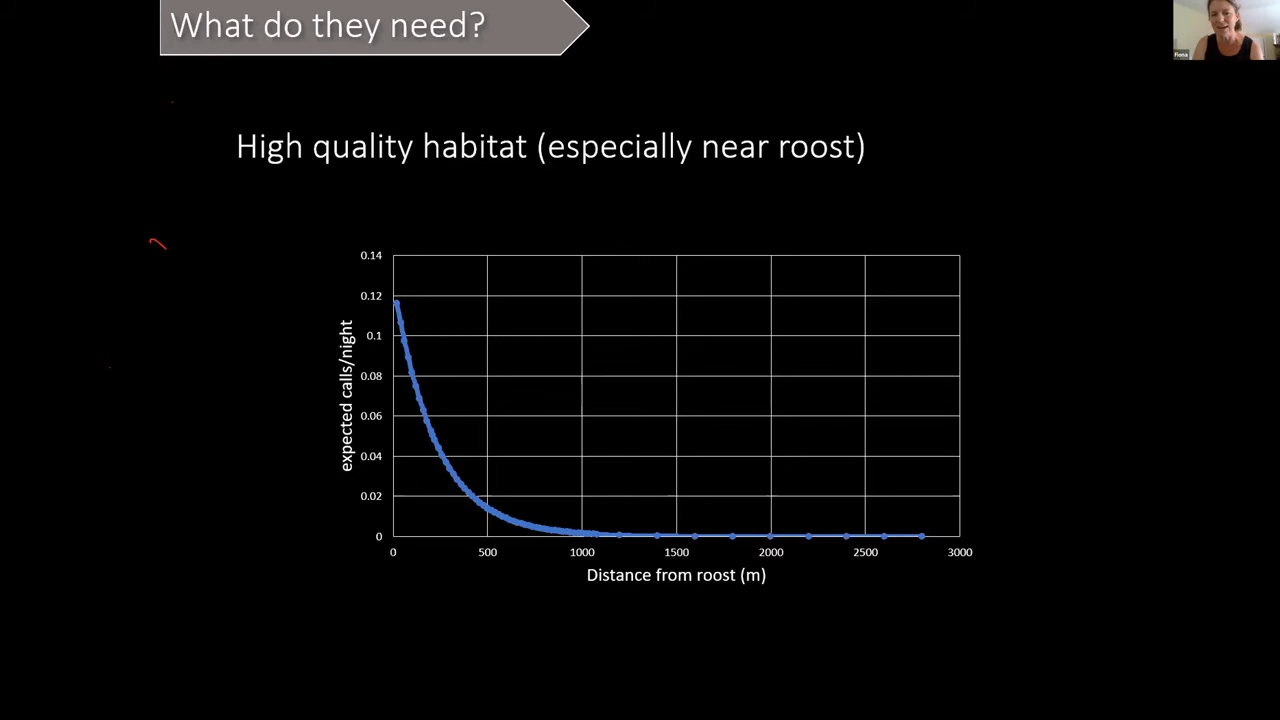 What do they need?
Fiona
High quality habitat (especially near roost)
0.14
0.12
0.1
0.08
0.06
0.04
0.02
0
expected calls/night
0 500 1000 1500 2000 2500 3000
Distance from roost (m)